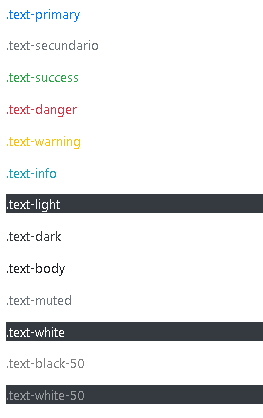 .text-primary
.text-secundario
.text-success
.text-danger
.text-warning
.text-info
.text-light
.text-dark
.text-body
.text-muted
.text-white
.text-black-50
.text-white-50